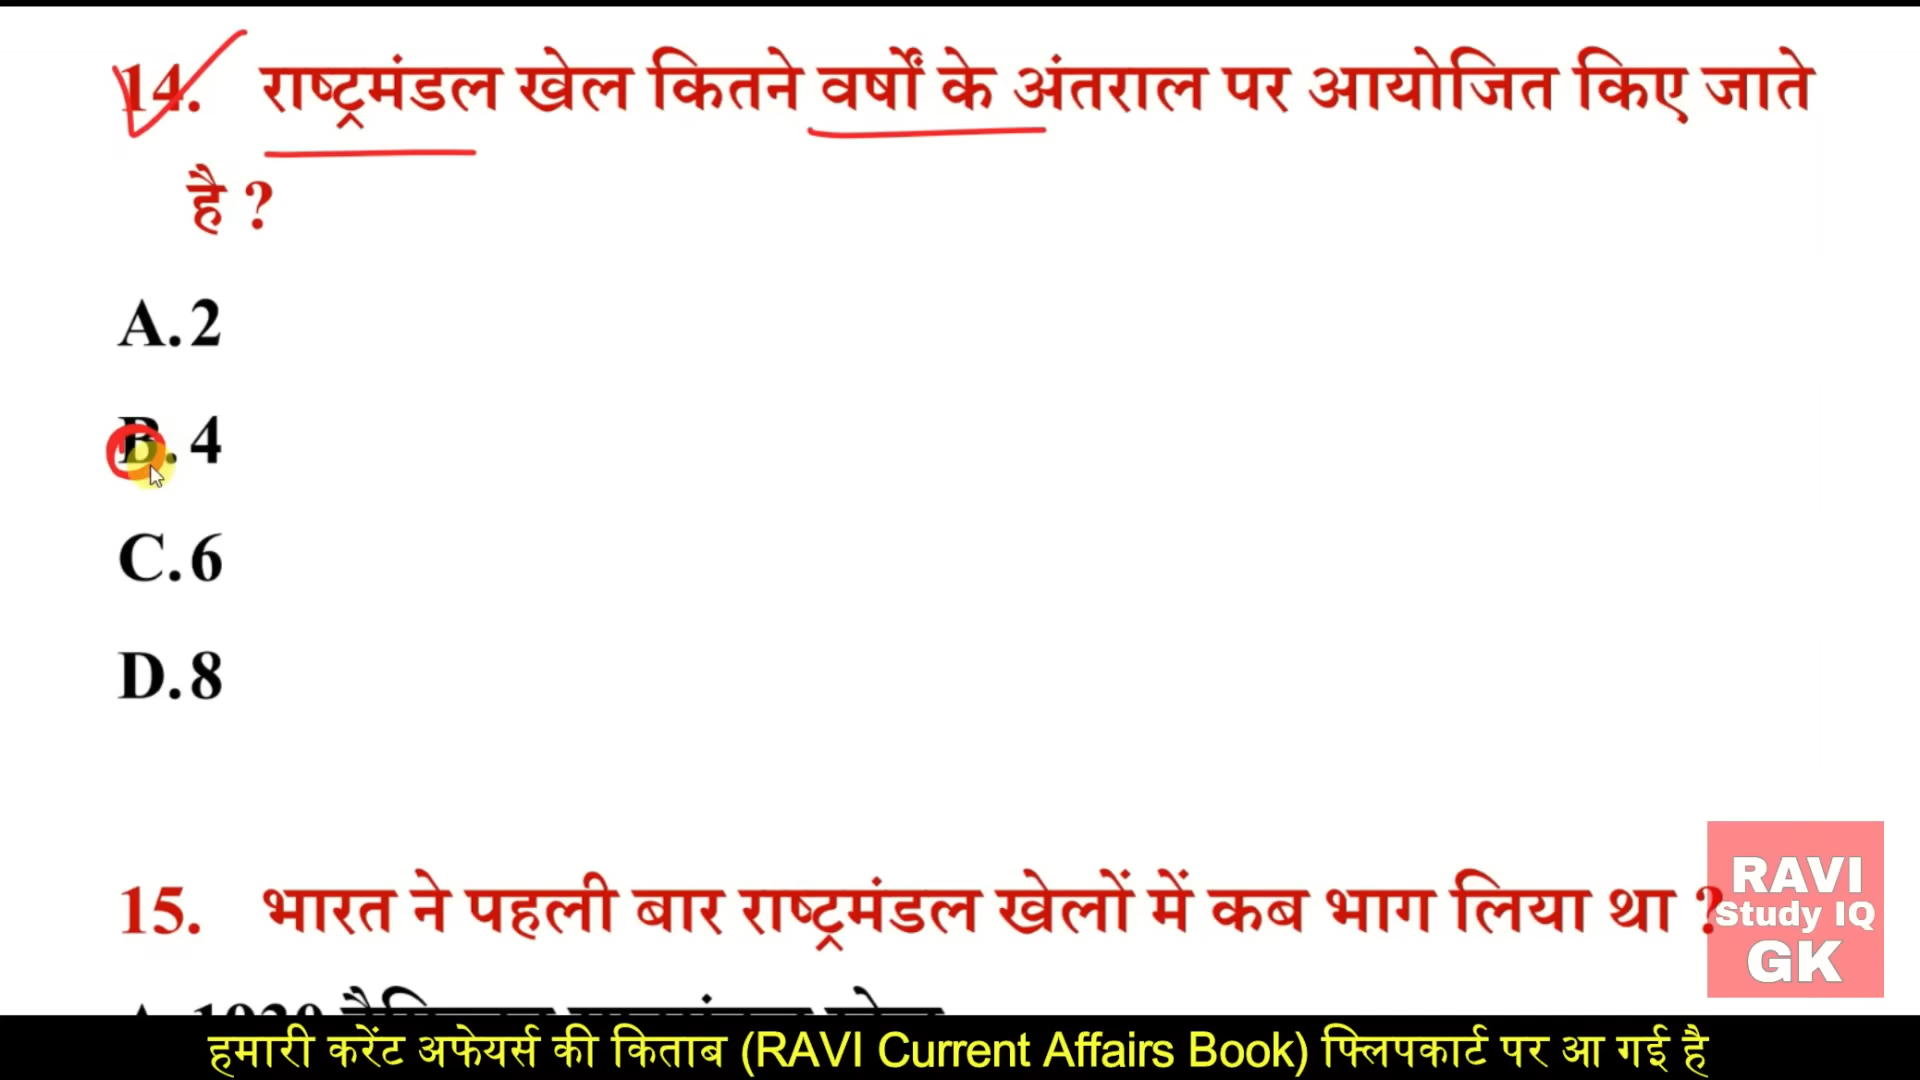 14. राष्ट्रमंडल खेल कितने वर्षों के अंतराल पर आयोजित किए जाते
है ?
A. 2
B. 4
C. 6
D. 8
15. भारत ने पहली बार राष्ट्रमंडल खेलों में कब भाग लिया था ?
RAVI
Study IQ
GK
हमारी करेंट अफेयर्स की किताब (RAVI Current Affairs Book) फ्लिपकार्ट पर आ गई है